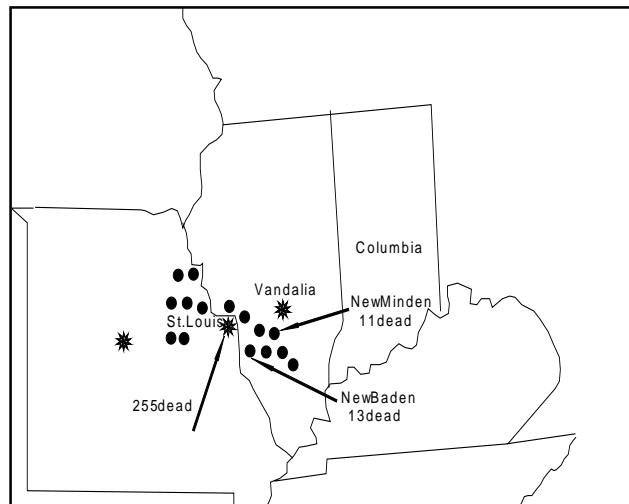 Columbia
Vandalia
NewMinden
11dead
St.Louis
255dead
NewBaden
13dead